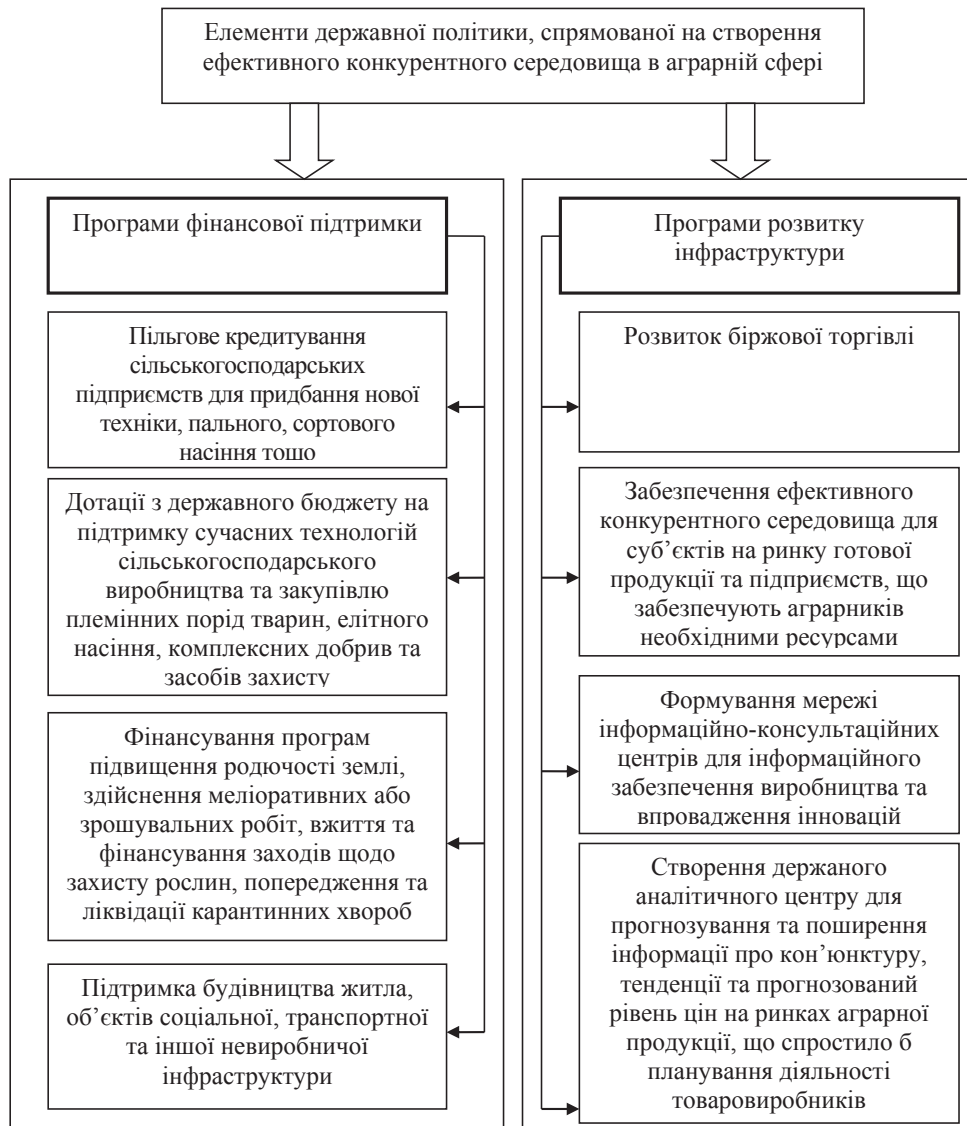 Елементи державної політики, спрямованої на створення
ефективного конкурентного середовища в аграрній сфері
Програми фінансової підтримки
Пільгове кредитування
сільськогосподарських
підприємств для придбання нової
техніки, пального, сортового
насіння тошо
Дотації з державного бюджету на
підтримку сучасних технологій
сільськогосподарського
виробництва та закупівлю
племінних порід тварин, елітного
насіння, комплексних добрив та
засобів захисту
Фінансування програм
підвищення родючості землі,
здійснення меліоративних або
зрошувальних робіт, вжиття та
фінансування заходів щодо
захисту рослин, попередження та
ліквідації карантинних хвороб
Підтримка будівництва житла,
об’єктів соціальної, транспортної
та іншої невиробничої
інфраструктури
Програми розвитку
інфраструктури
Розвиток біржової торгівлі
Забезпечення ефективного
конкурентного середовища для
суб’єктів на ринку готової
продукції та підприємств, що
забезпечують аграрників
необхідними ресурсами
Формування мережі
інформаційно-консультаційних
центрів для інформаційного
забезпечення виробництва та
впровадження інновацій
Створення держаного
аналітичного центру для
прогнозування та поширення
інформації про кон’юнктуру,
тенденції та прогнозований
рівень цін на ринках аграрної
продукції, що спростило б
планування діяльності
товаровиробників